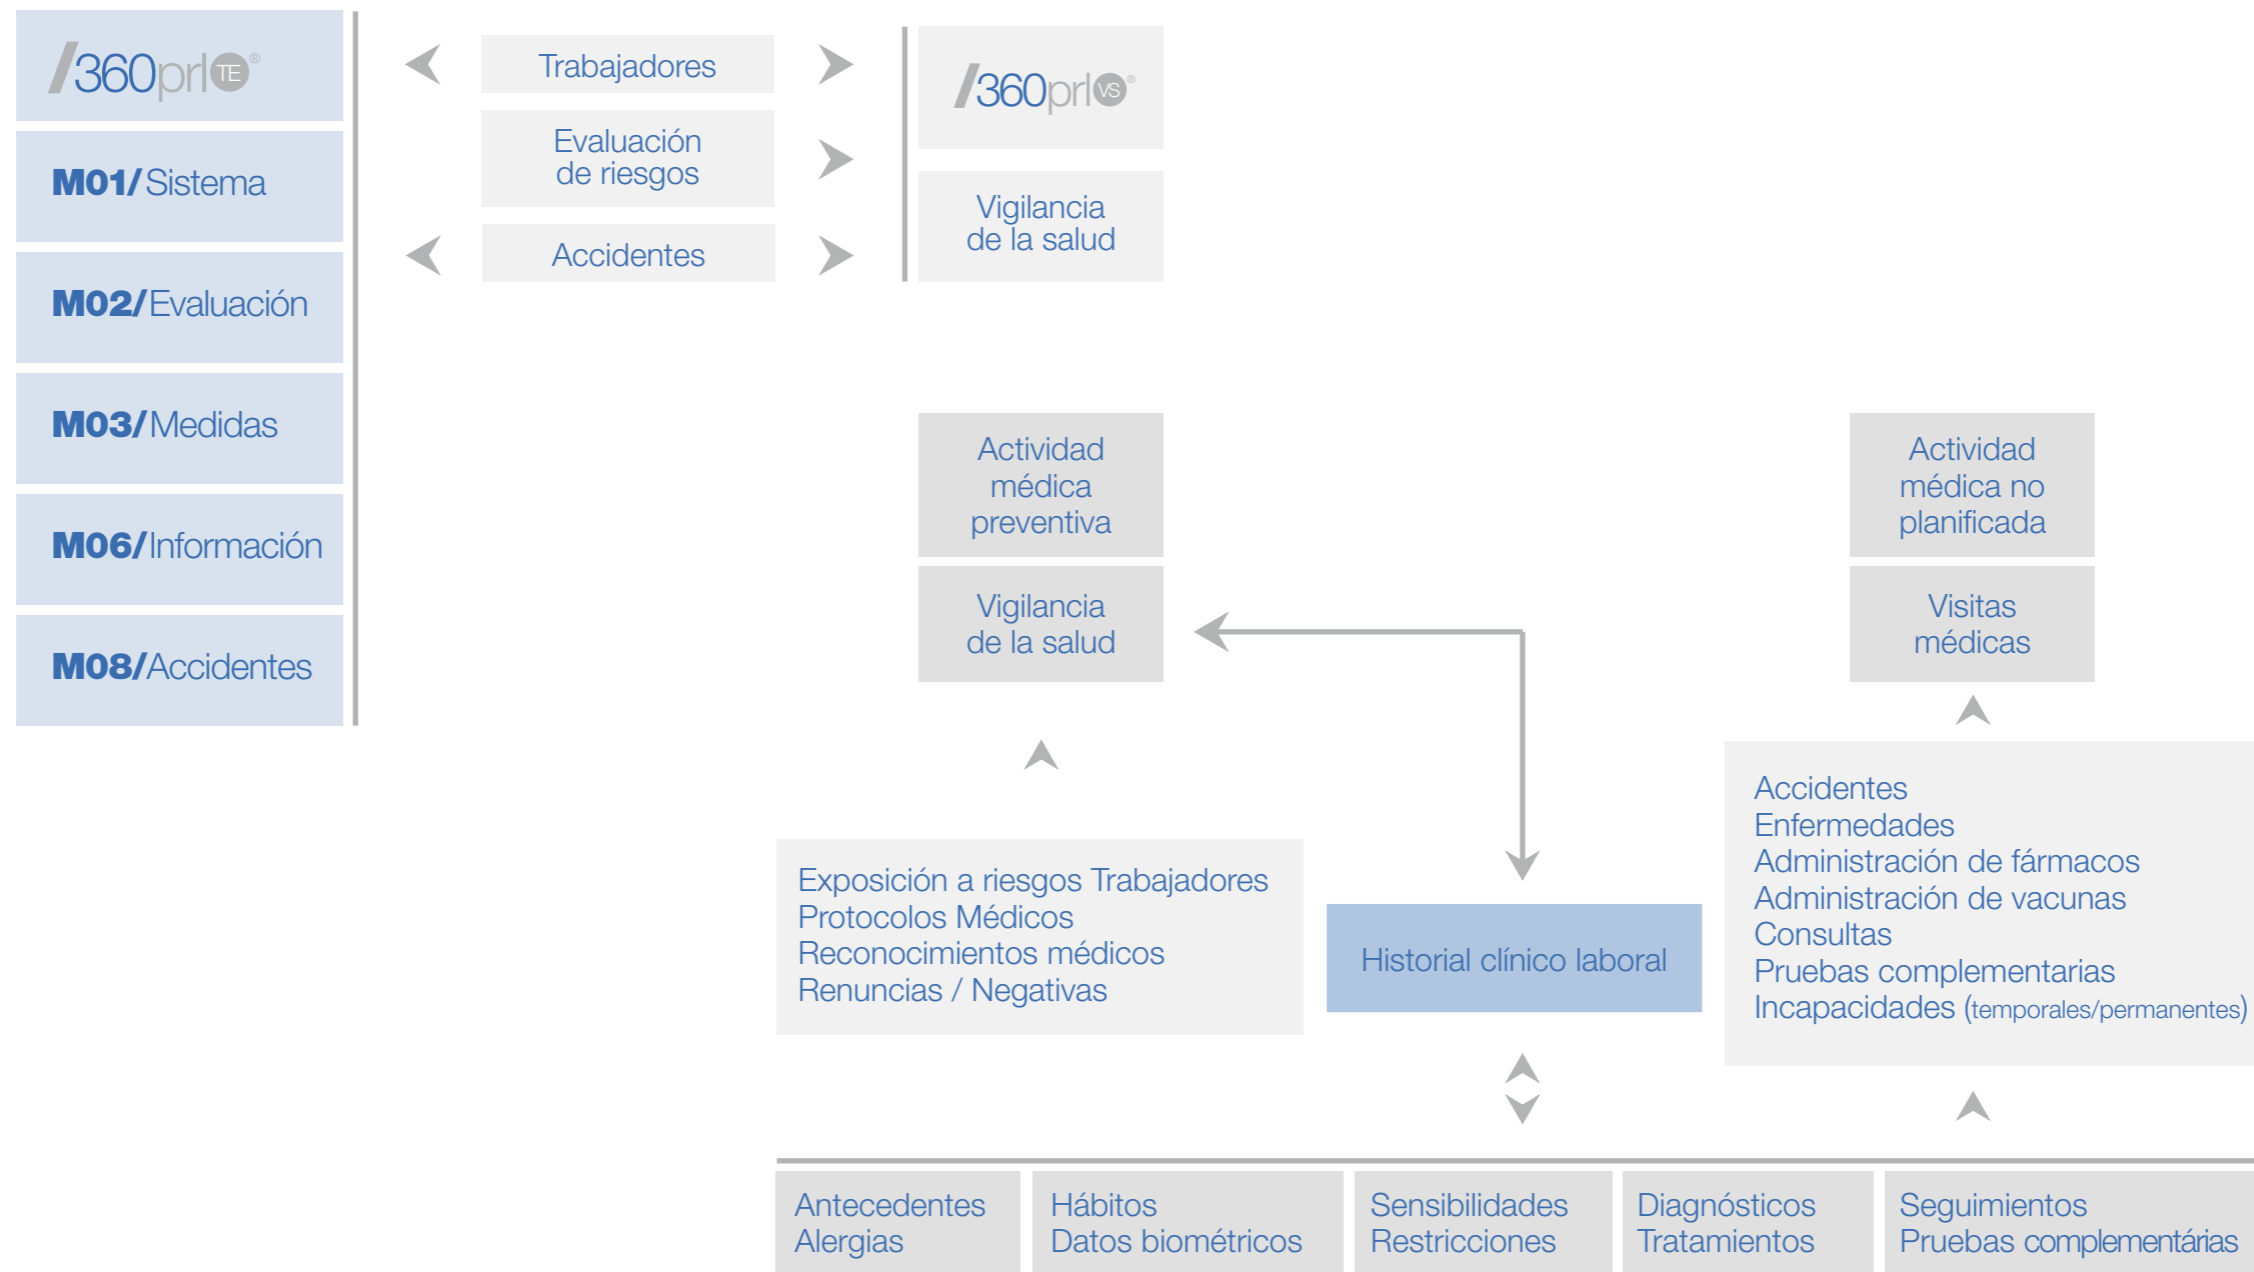 /360prl TE ®
M01/Sistema
M02/Evaluación
M03/Medidas
M06/Información
M08/Accidentes
Trabajadores
Evaluación
de riesgos
Accidentes
/360prl VS ®
Vigilancia
de la salud
Actividad
médica
preventiva
Vigilancia
de la salud
Actividad
médica no
planificada
Visitas
médicas
Exposición a riesgos Trabajadores
Protocolos Médicos
Reconocimientos médicos
Renuncias / Negativas
Historial clínico laboral
Accidentes
Enfermedades
Administración de fármacos
Administración de vacunas
Consultas
Pruebas complementarias
Incapacidades (temporales/permanentes)
Antecedentes
Alergias
Hábitos
Datos biométricos
Sensibilidades
Restricciones
Diagnósticos
Tratamientos
Seguimientos
Pruebas complementárias